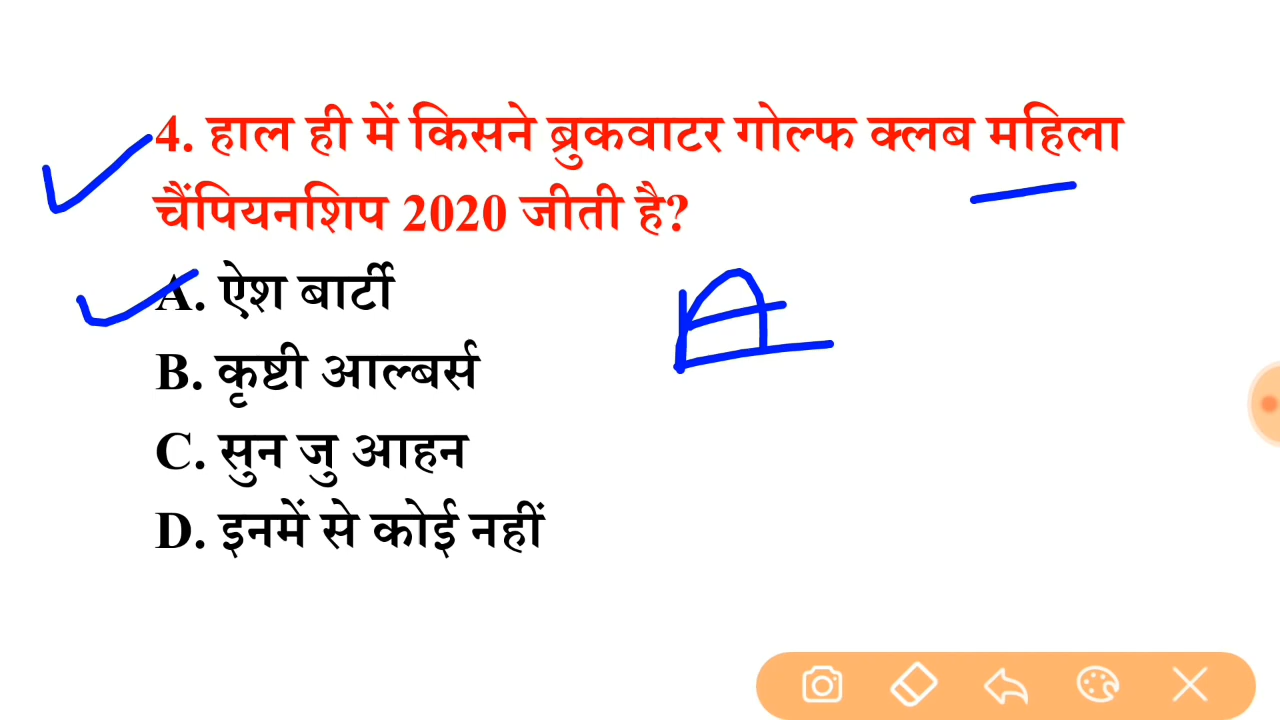 4. हाल ही में किसने ब्रुकवाटर गोल्फ क्लब महिला
चैंपियनशिप 2020 जीती है?
A. ऐश बार्टी
B. कृष्टी आल्बर्स
C. सुन जु आहन
D. इनमें से कोई नहीं